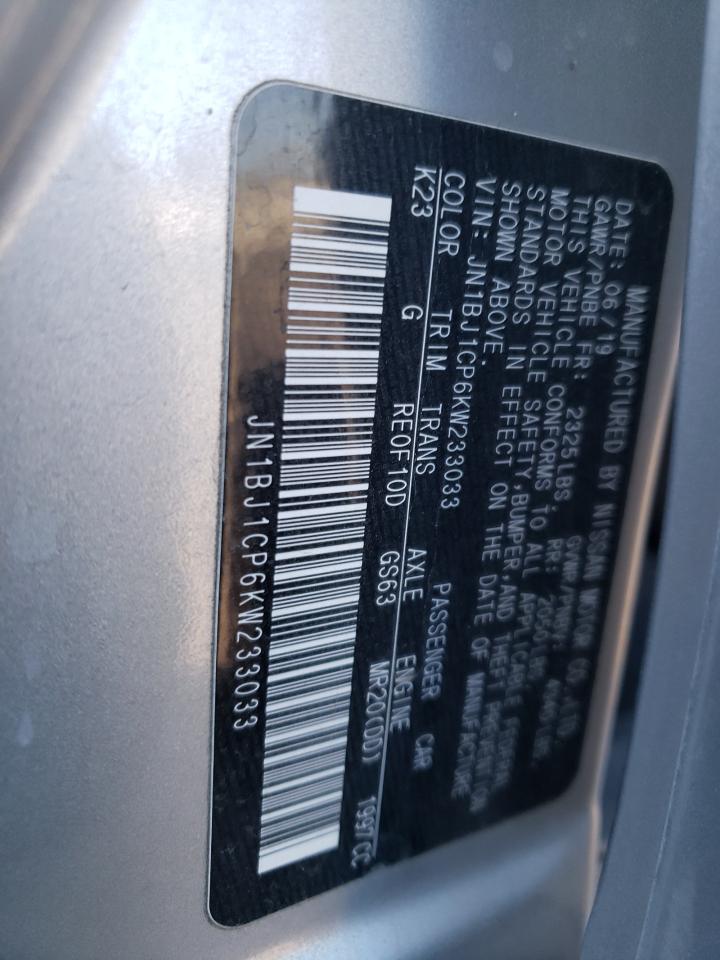 MANUFACTURED BY NISSAN MOTOR CO.,LTD.
DATE: 06/19
GAWR/PNBE FR: 2325LBS. RR:
THIS VEHICLE CONFORMS TO ALL APPLICABLE
MOTOR VEHICLE SAFETY,BUMPER,AND THEFT PREVENTION
STANDARDS IN EFFECT ON THE DATE OF MANUFACTURE
SHOWN ABOVE.
VIN: JN1BJ1CP6KW233033 PASSENGER CAR
COLOR TRIM TRANS AXLE ENGINE
K23 G RE0F10D GS63 MR20(DD) 1997CC
JN1BJ1CP6KW233033